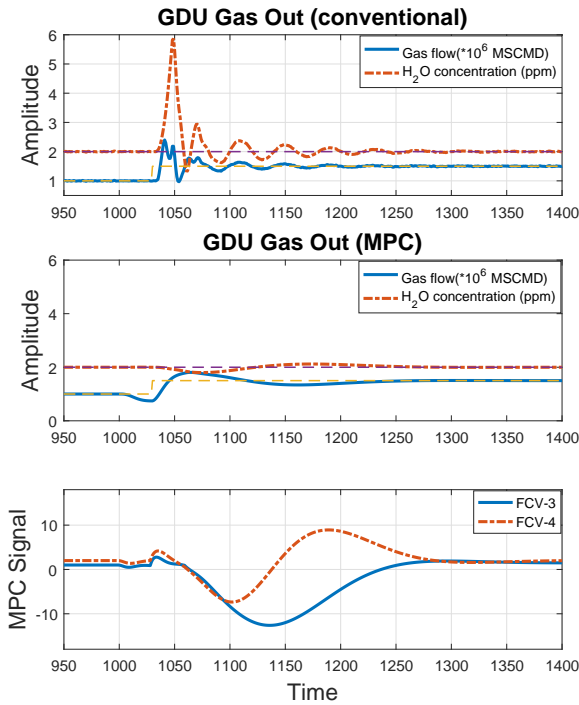 GDU Gas Out (conventional)
6
5
4
3
2
1
Amplitude
Gas flow(*10^6 MSCMD)
H₂O concentration (ppm)
950 1000 1050 1100 1150 1200 1250 1300 1350 1400
GDU Gas Out (MPC)
6
4
2
0
Amplitude
Gas flow(*10^6 MSCMD)
H₂O concentration (ppm)
950 1000 1050 1100 1150 1200 1250 1300 1350 1400
10
0
-10
MPC Signal
FCV-3
FCV-4
950 1000 1050 1100 1150 1200 1250 1300 1350 1400
Time